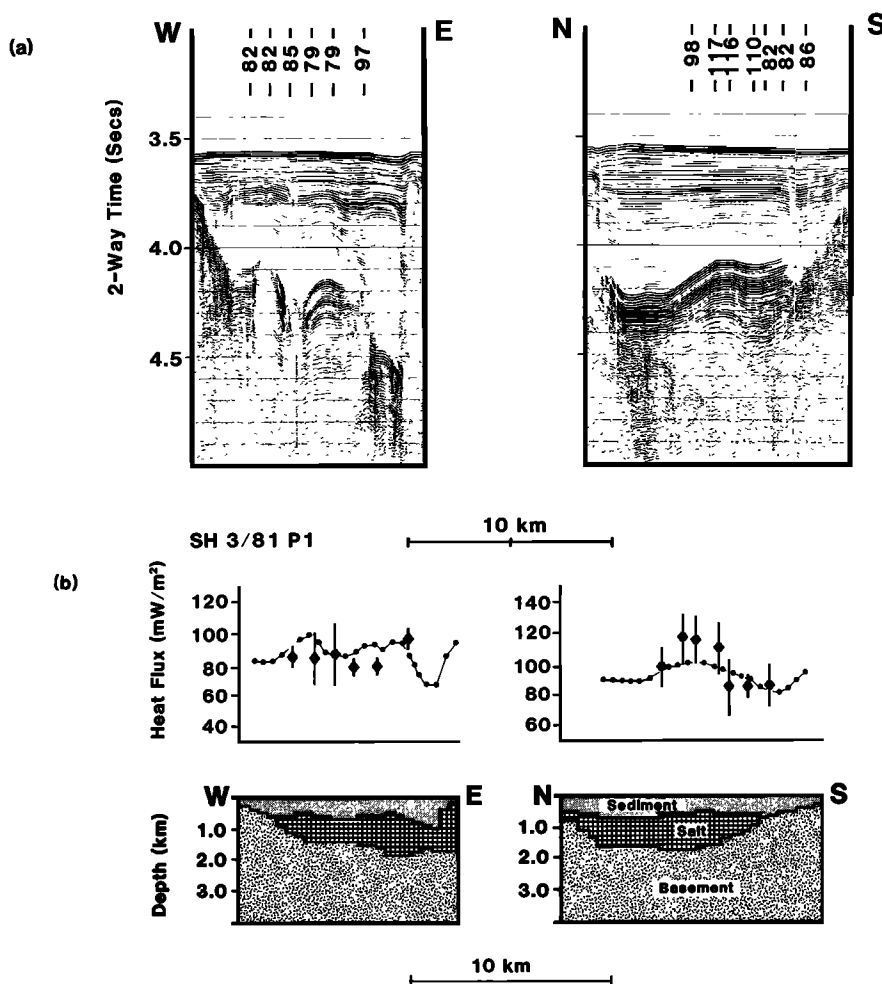 (a)
W E N S
82 82 85 79 79 97
98 117 116 110 82 82 86
2-Way Time (Secs)
3.5
4.0
4.5
10 km
SH 3/81 P1
(b)
Heat Flux (mW/m²)
120
100
80
60
40
140
120
100
80
60
W E N S
Depth (km)
1.0
2.0
3.0
1.0
2.0
3.0
Sediment
Salt
Basement
10 km